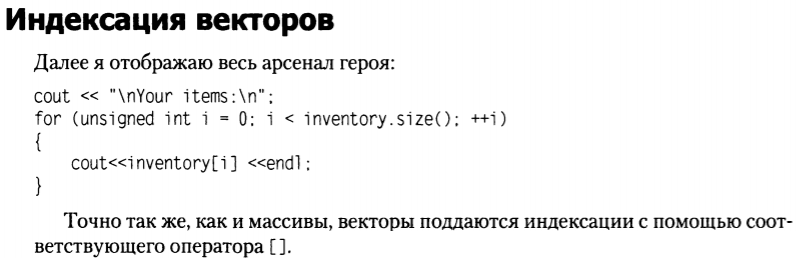 Индексация векторов
Далее я отображаю весь арсенал героя:
cout << "\nYour items:\n";
for (unsigned int i = 0; i < inventory.size(); ++i)
{
    cout<<inventory[i] <<endl;
}
Точно так же, как и массивы, векторы поддаются индексации с помощью соот-
ветствующего оператора [].